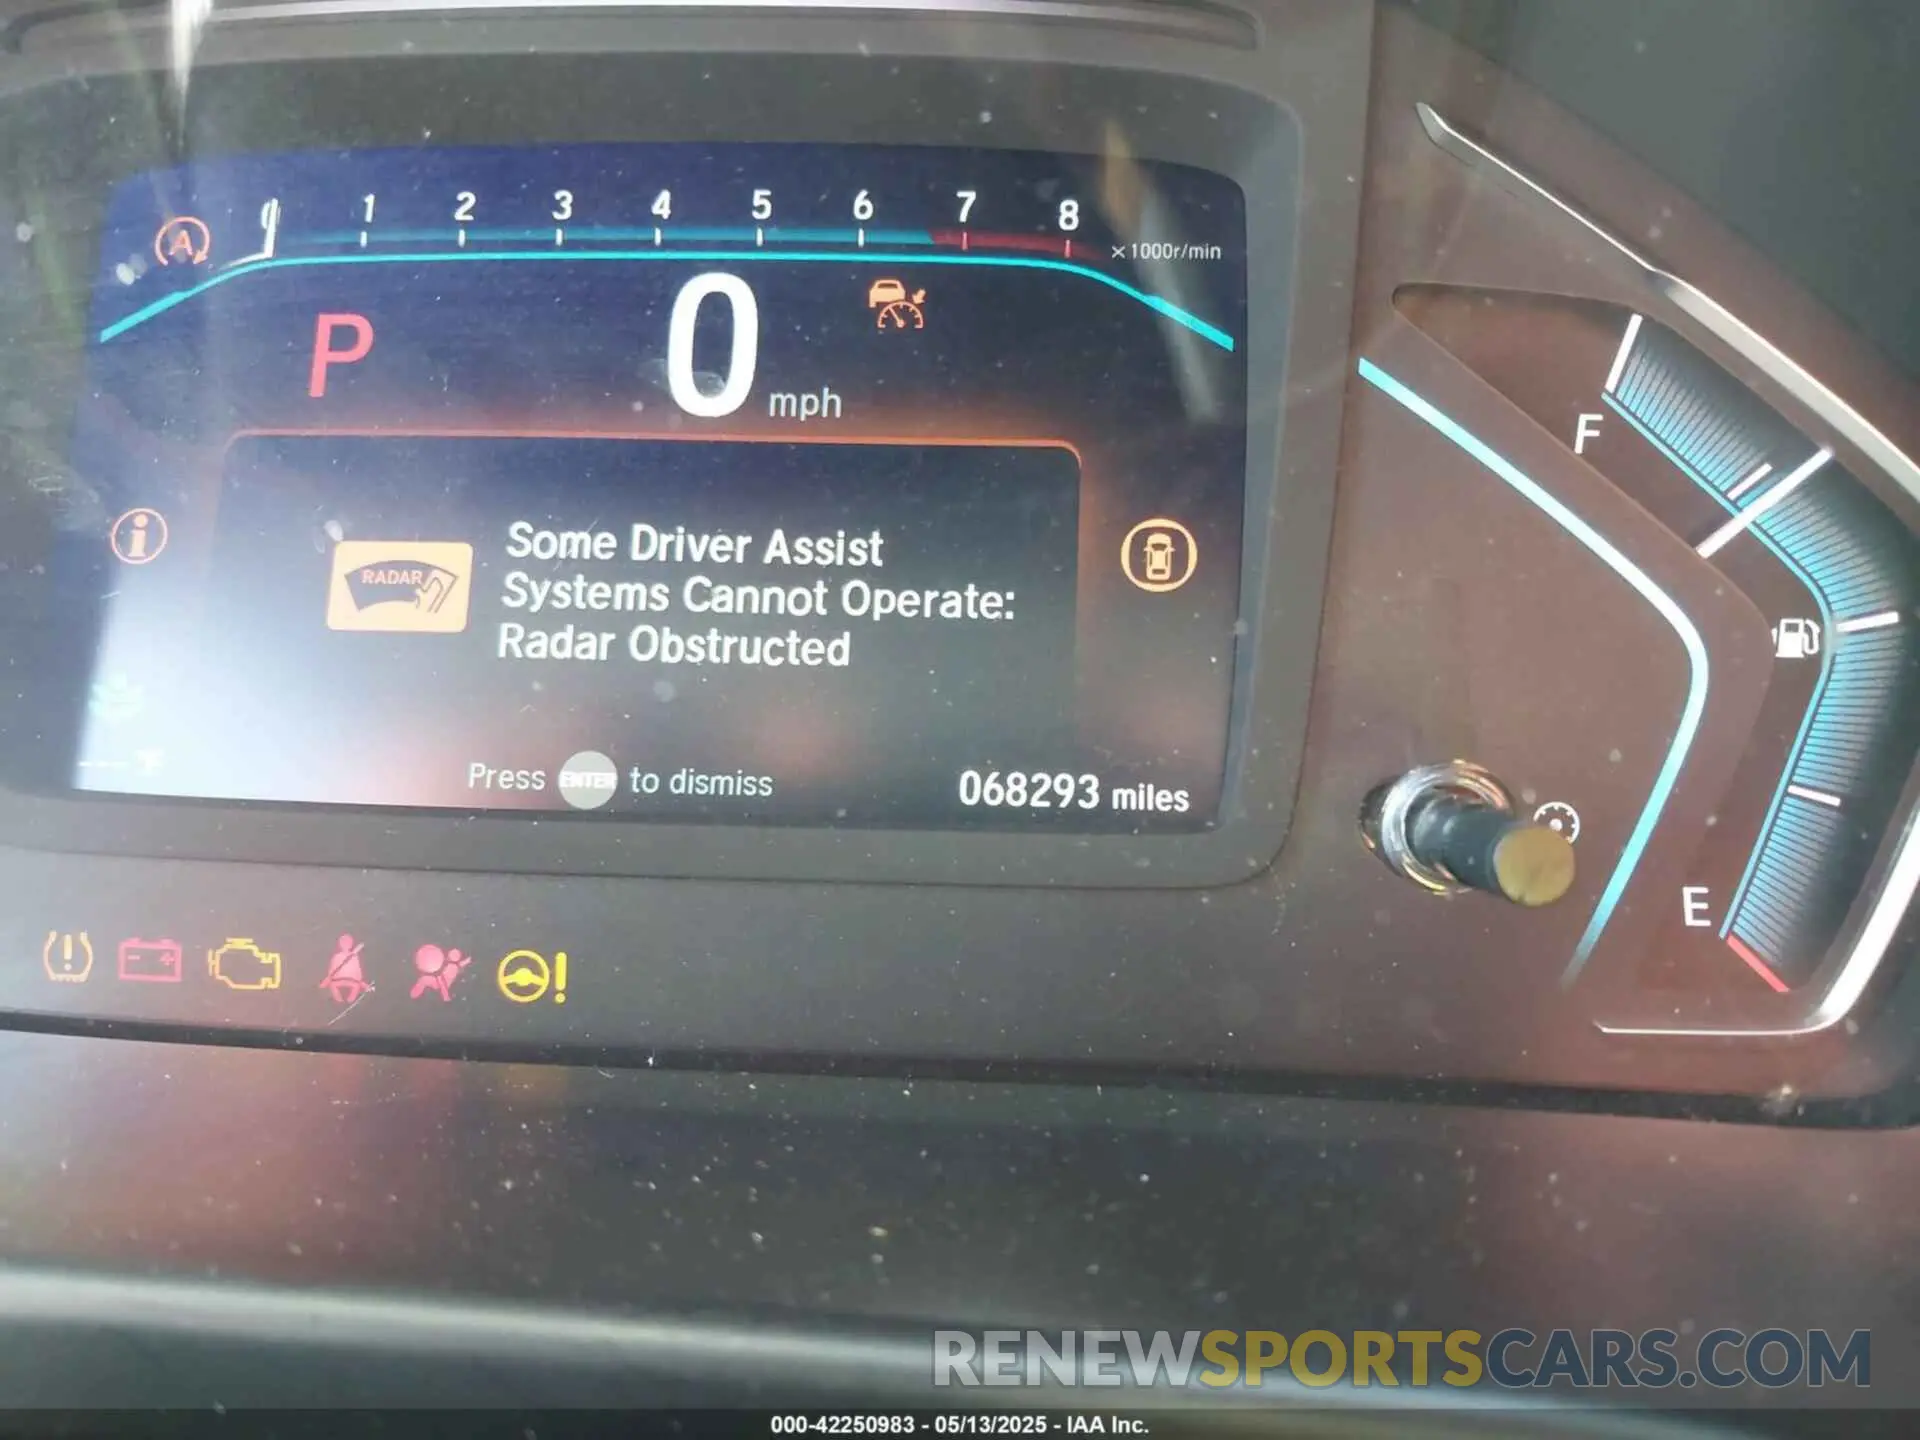 0 1 2 3 4 5 6 7 8
A
×1000r/min
P 0 mph
F
i
RADAR
Some Driver Assist
Systems Cannot Operate:
Radar Obstructed
Press ENTER to dismiss
068293 miles
E
RENEWSPORTSCARS.COM
000-42250983 - 05/13/2025 - IAA Inc.